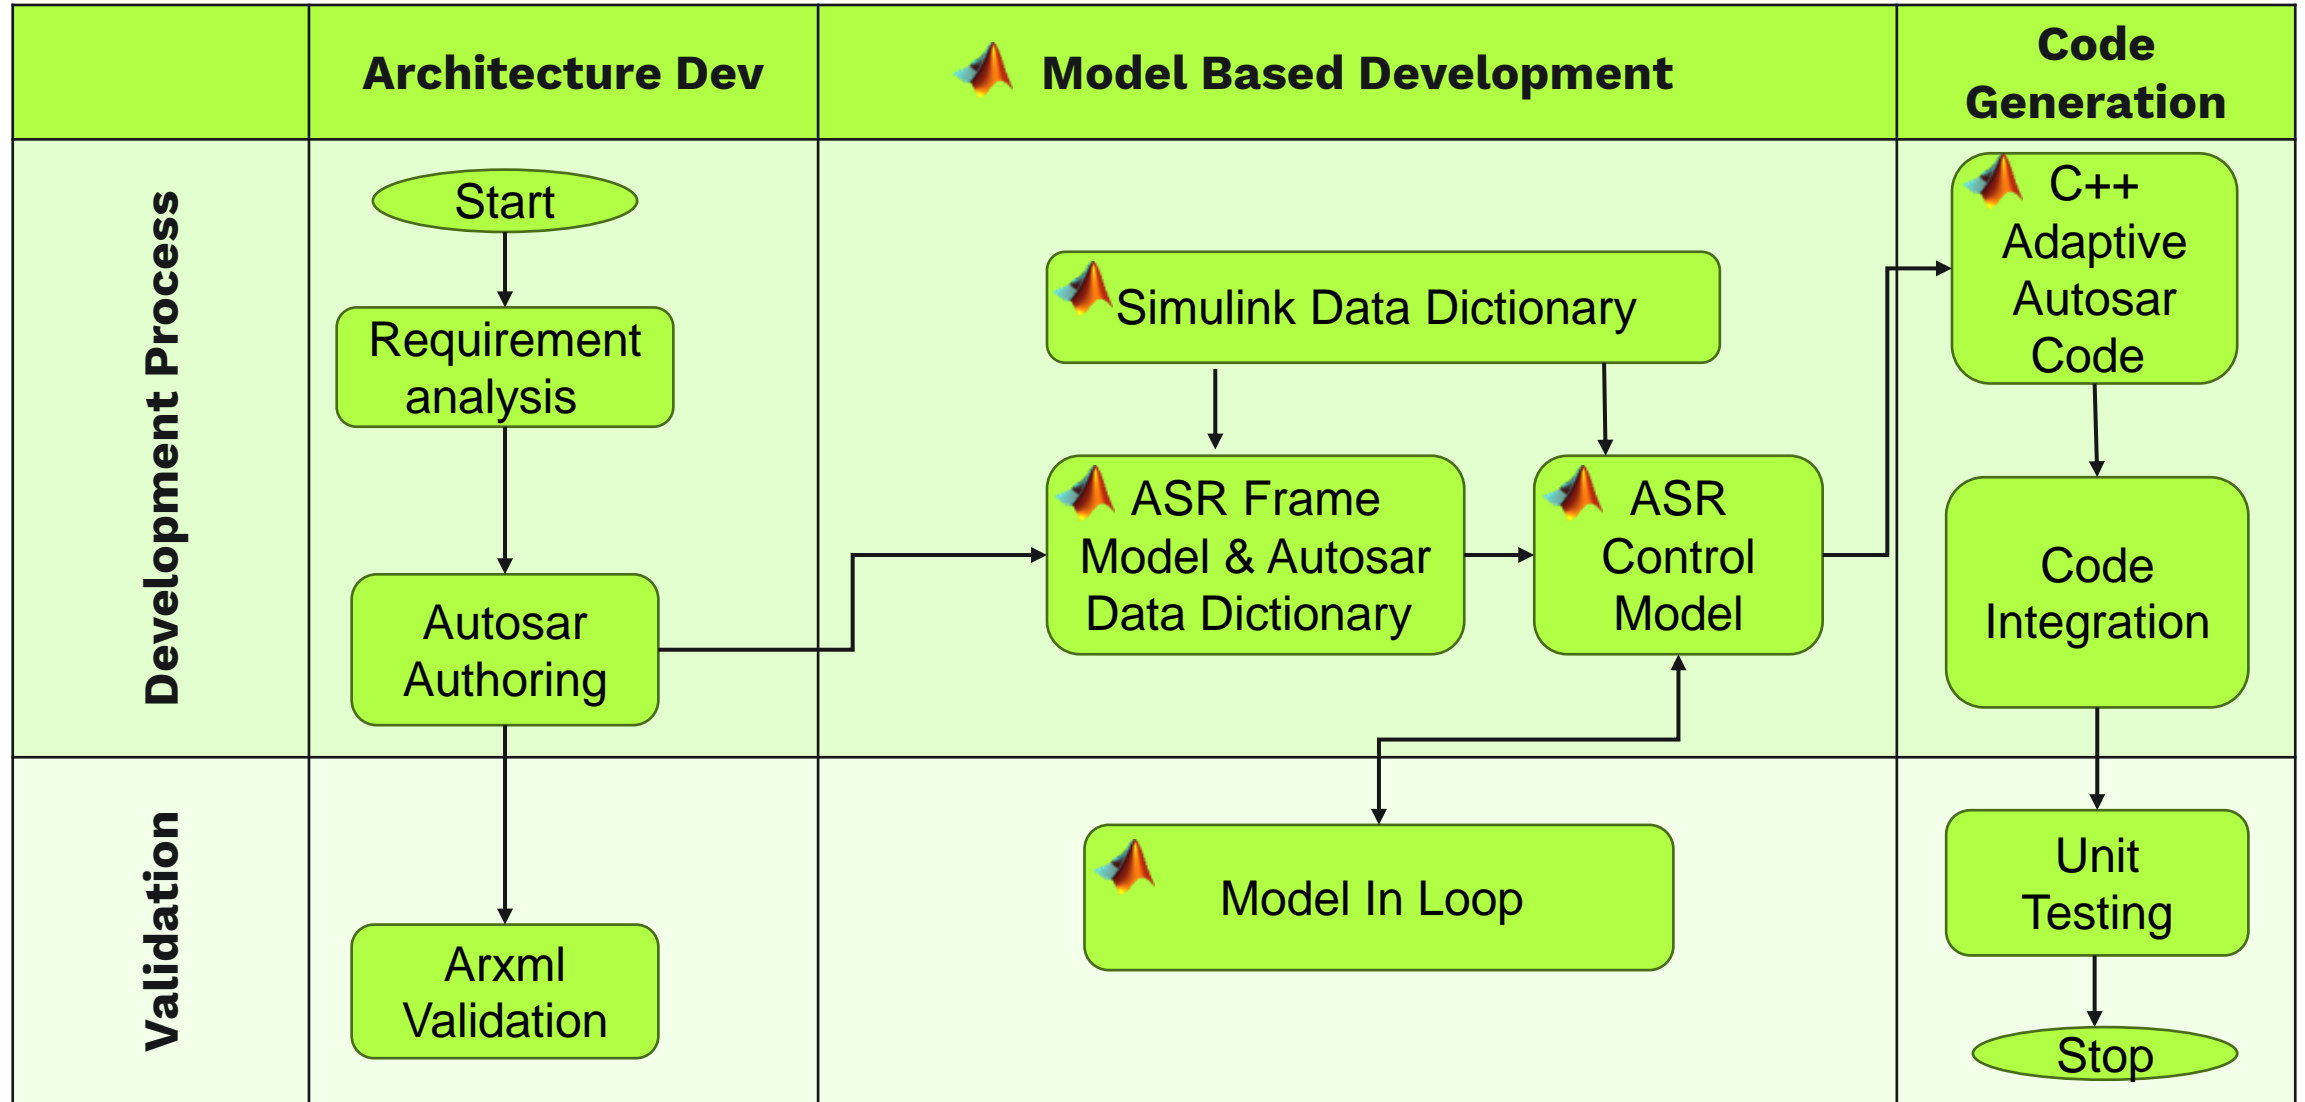 Architecture Dev
Model Based Development
Code
Generation
Development Process
Start
Requirement
analysis
Autosar
Authoring
Simulink Data Dictionary
ASR Frame
Model & Autosar
Data Dictionary
ASR
Control
Model
C++
Adaptive
Autosar
Code
Code
Integration
Validation
Arxml
Validation
Model In Loop
Unit
Testing
Stop